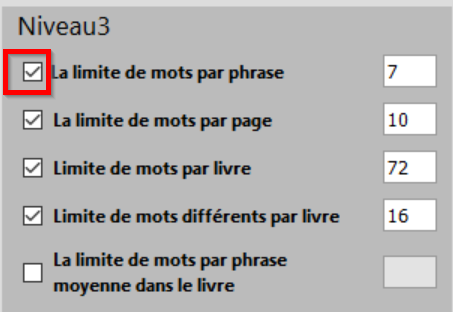 Niveau3
La limite de mots par phrase 7
La limite de mots par page 10
Limite de mots par livre 72
Limite de mots différents par livre 16
La limite de mots par phrase
moyenne dans le livre